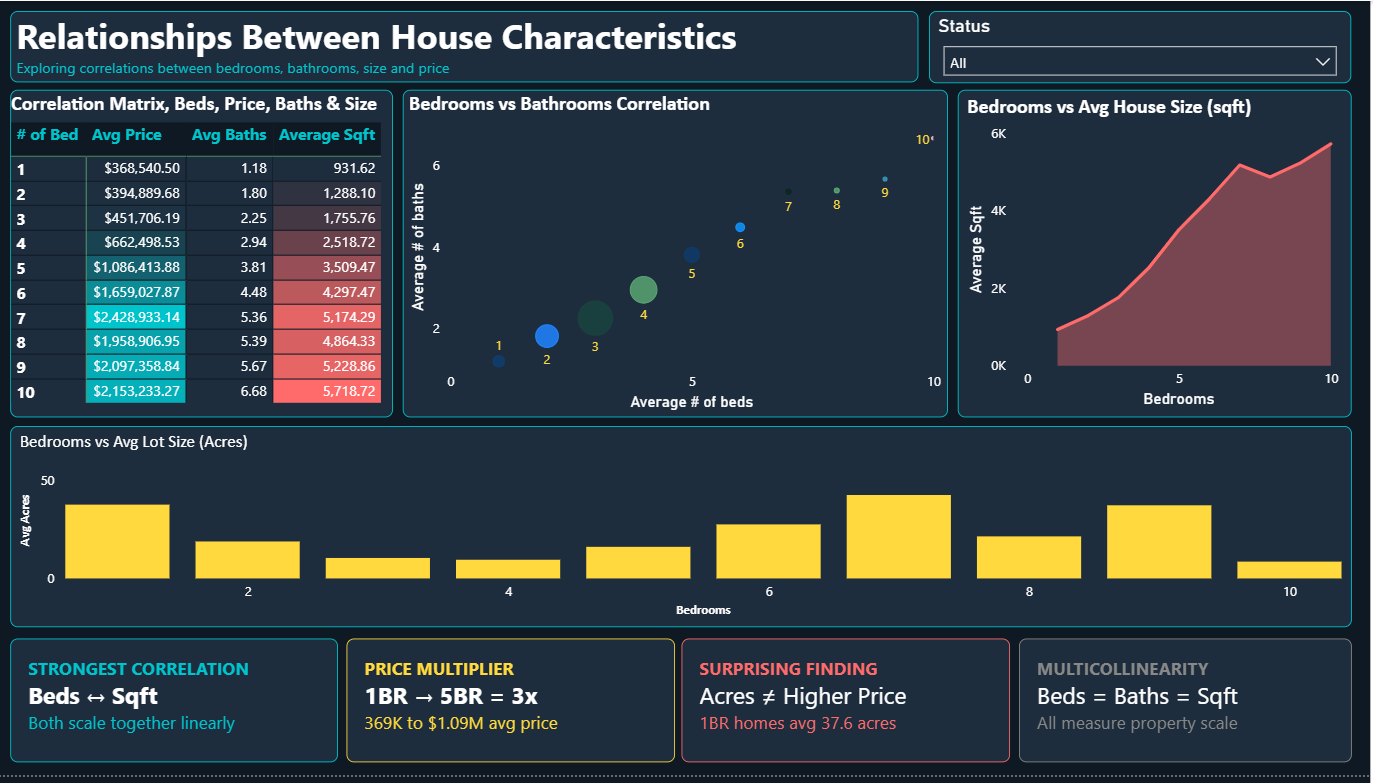 Relationships Between House Characteristics
Exploring correlations between bedrooms, bathrooms, size and price
Status
All
Correlation Matrix, Beds, Price, Baths & Size
# of Bed Avg Price Avg Baths Average Sqft
1 $368,540.50 1.18 931.62
2 $394,889.68 1.80 1,288.10
3 $451,706.19 2.25 1,755.76
4 $662,498.53 2.94 2,518.72
5 $1,086,413.88 3.81 3,509.47
6 $1,659,027.87 4.48 4,297.47
7 $2,428,933.14 5.36 5,174.29
8 $1,958,906.95 5.39 4,864.33
9 $2,097,358.84 5.67 5,228.86
10 $2,153,233.27 6.68 5,718.72
Bedrooms vs Bathrooms Correlation
Average # of baths
6
4
2
1
2
3
4
5
6
7
8
9
10
0 5 10
Average # of beds
Bedrooms vs Avg House Size (sqft)
Average Sqft
6K
4K
2K
0K
0 5 10
Bedrooms
Bedrooms vs Avg Lot Size (Acres)
Avg Acres
50
0
2 4 6 8 10
Bedrooms
STRONGEST CORRELATION
Beds ↔ Sqft
Both scale together linearly
PRICE MULTIPLIER
1BR → 5BR = 3x
369K to $1.09M avg price
SURPRISING FINDING
Acres ≠ Higher Price
1BR homes avg 37.6 acres
MULTICOLLINEARITY
Beds = Baths = Sqft
All measure property scale